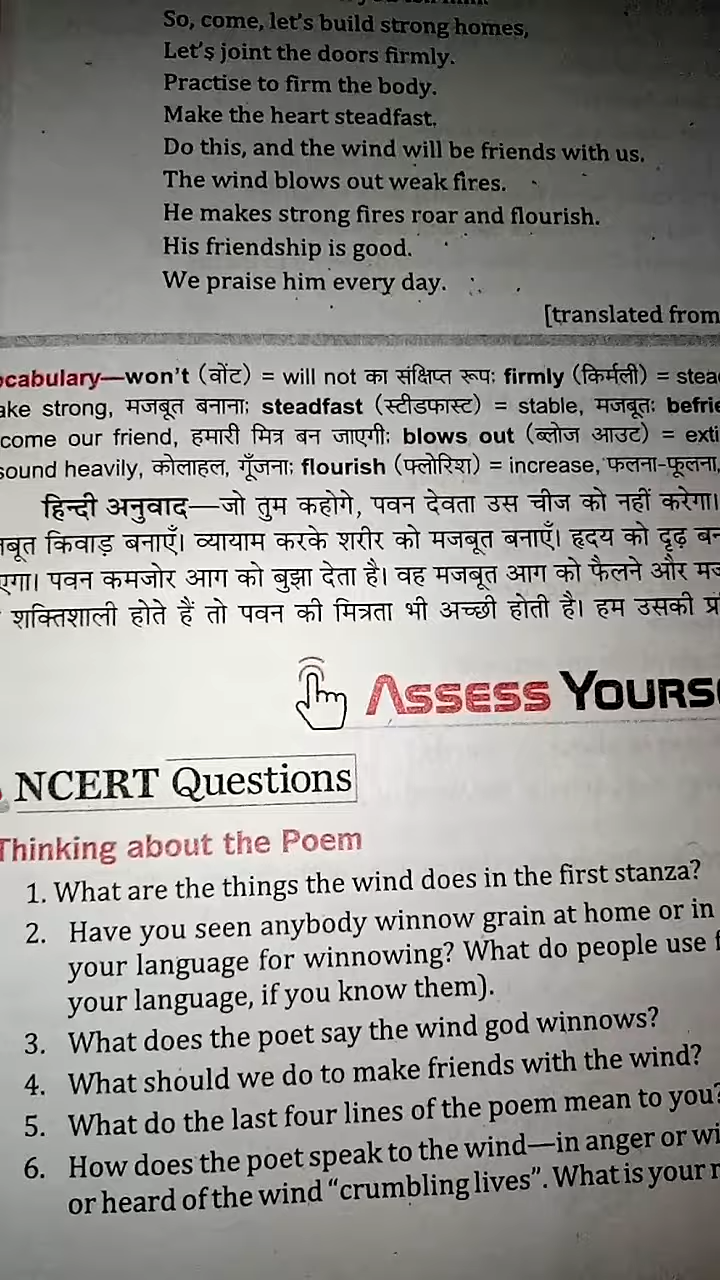 So, come, let's build strong homes,
Let's joint the doors firmly.
Practise to firm the body.
Make the heart steadfast.
Do this, and the wind will be friends with us.
The wind blows out weak fires.
He makes strong fires roar and flourish.
His friendship is good.
We praise him every day.
[translated from
ocabulary—won't (वोंट) = will not का संक्षिप्त रूप; firmly (फिर्मली) = stea
ake strong, मजबूत बनाना; steadfast (स्टीडफास्ट) = stable, मजबूत; befrie
come our friend, हमारी मित्र बन जाएगी; blows out (ब्लोज आउट) = exti
sound heavily, कोलाहल, गूँजना; flourish (फ्लोरिश) = increase, फलना-फूलना,
हिन्दी अनुवाद—जो तुम कहोगे, पवन देवता उस चीज को नहीं करेगा।
जबूत किवाड़ बनाएँ। व्यायाम करके शरीर को मजबूत बनाएँ। हृदय को दृढ़ बन
एगा। पवन कमजोर आग को बुझा देता है। वह मजबूत आग को फैलने और मज
शक्तिशाली होते हैं तो पवन की मित्रता भी अच्छी होती है। हम उसकी प्र
ASSESS YOURS
NCERT Questions
Thinking about the Poem
1. What are the things the wind does in the first stanza?
2. Have you seen anybody winnow grain at home or in
your language for winnowing? What do people use f
your language, if you know them).
3. What does the poet say the wind god winnows?
4. What should we do to make friends with the wind?
5. What do the last four lines of the poem mean to you?
6. How does the poet speak to the wind—in anger or wi
or heard of the wind "crumbling lives". What is your r